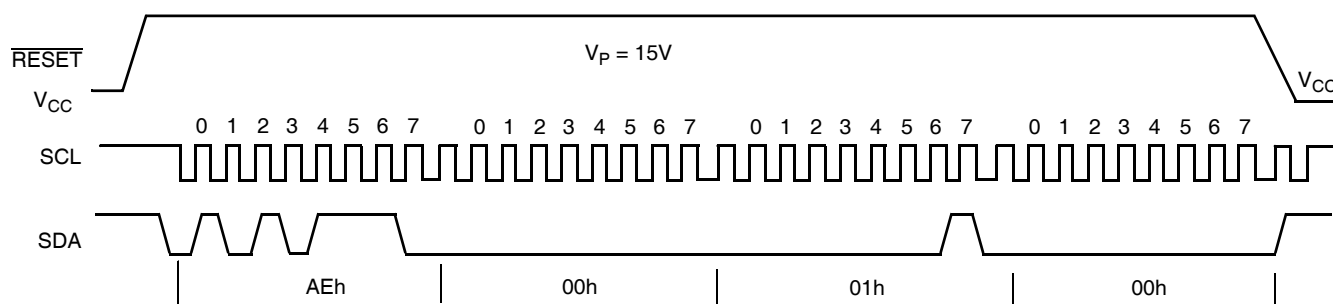 RESET
V_P = 15V
V_CC
V_CC
0 1 2 3 4 5 6 7 0 1 2 3 4 5 6 7 0 1 2 3 4 5 6 7 0 1 2 3 4 5 6 7
SCL
SDA
AEh 00h 01h 00h